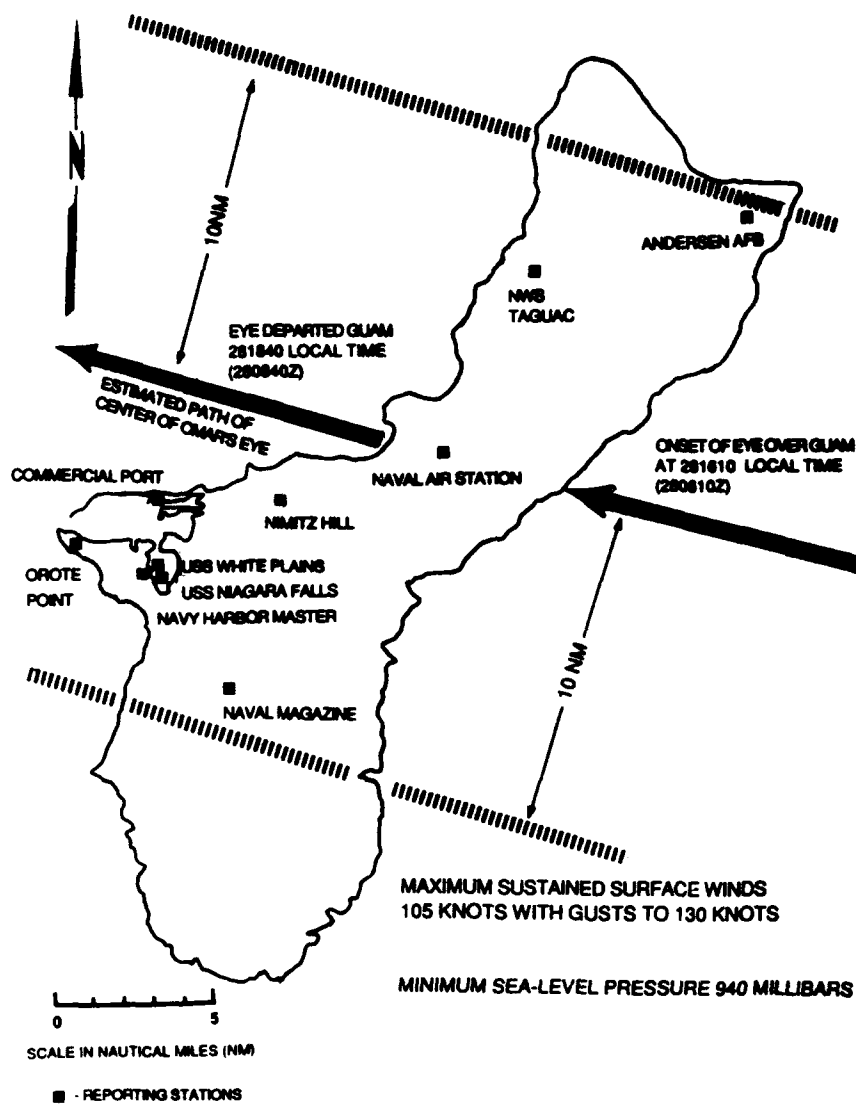 N
10NM
ANDERSEN AFB
NWS
TAGUAC
EYE DEPARTED GUAM
281840 LOCAL TIME
(280840Z)
ESTIMATED PATH OF
CENTER OF OMAR'S EYE
ONSET OF EYE OVER GUAM
AT 281610 LOCAL TIME
(280610Z)
NAVAL AIR STATION
COMMERCIAL PORT
NIMITZ HILL
OROTE
POINT
USS WHITE PLAINS
USS NIAGARA FALLS
NAVY HARBOR MASTER
10 NM
NAVAL MAGAZINE
MAXIMUM SUSTAINED SURFACE WINDS
105 KNOTS WITH GUSTS TO 130 KNOTS
MINIMUM SEA-LEVEL PRESSURE 940 MILLIBARS
0 5
SCALE IN NAUTICAL MILES (NM)
- REPORTING STATIONS